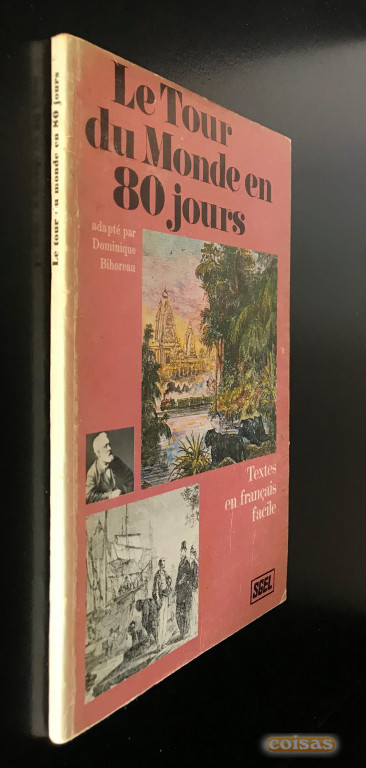 Le Tour
du Monde en
80 jours
adapté par
Dominique
Bihoreau
Textes
en français
facile
SGEL
Le tour du monde en 80 jours
coisas